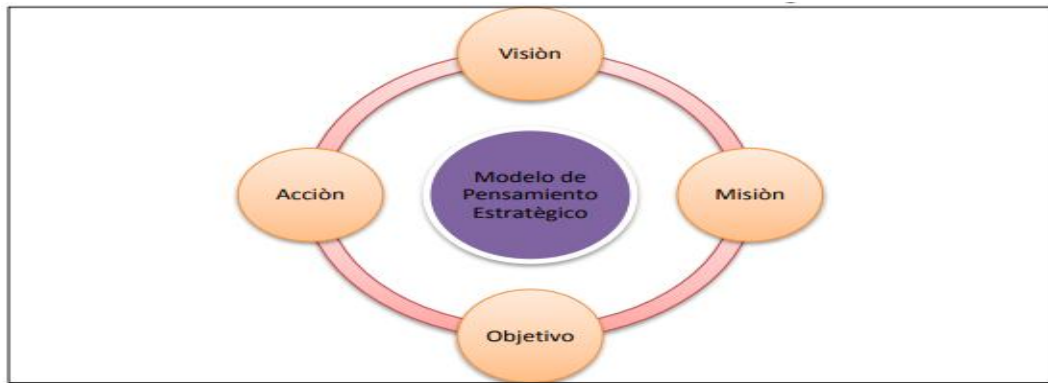 Visiòn
Acciòn
Modelo de
Pensamiento
Estratègico
Misiòn
Objetivo